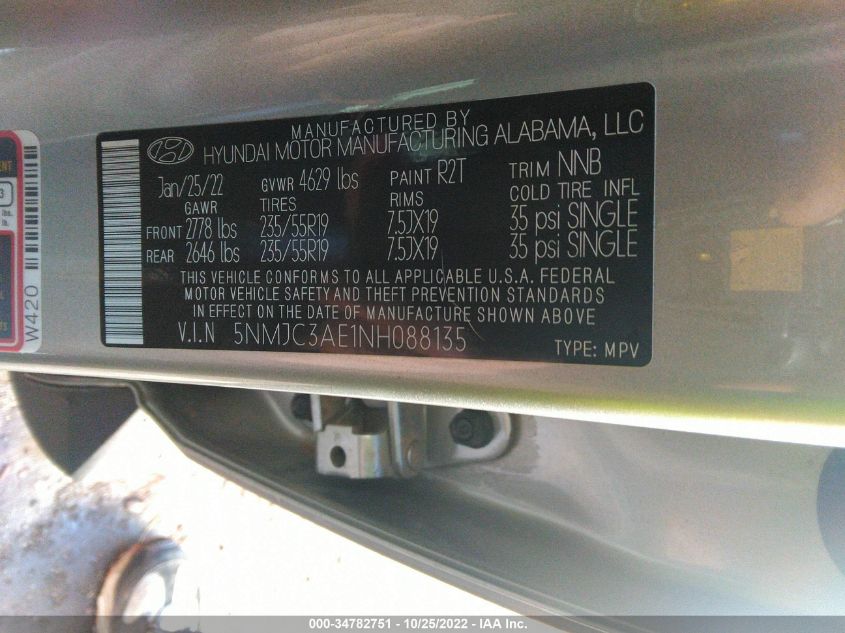 MANUFACTURED BY
HYUNDAI MOTOR MANUFACTURING ALABAMA, LLC
Jan/25/22 GVWR 4629 lbs PAINT R2T TRIM NNB
GAWR TIRES RIMS COLD TIRE INFL
FRONT 2778 lbs 235/55R19 7.5JX19 35 psi SINGLE
REAR 2646 lbs 235/55R19 7.5JX19 35 psi SINGLE
THIS VEHICLE CONFORMS TO ALL APPLICABLE U.S.A. FEDERAL
MOTOR VEHICLE SAFETY AND THEFT PREVENTION STANDARDS
IN EFFECT ON THE DATE OF MANUFACTURE SHOWN ABOVE
V.I.N 5NMJC3AE1NH088135
TYPE: MPV
W420
000-34782751 - 10/25/2022 - IAA Inc.